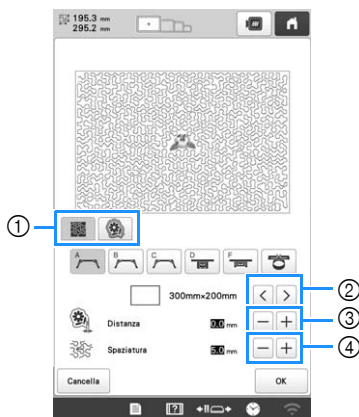 195.3 mm
295.2 mm
①
A B C D F
300mm×200mm
②
Distanza
0.0 mm
③
Spaziatura
5.0 mm
④
Cancella
OK